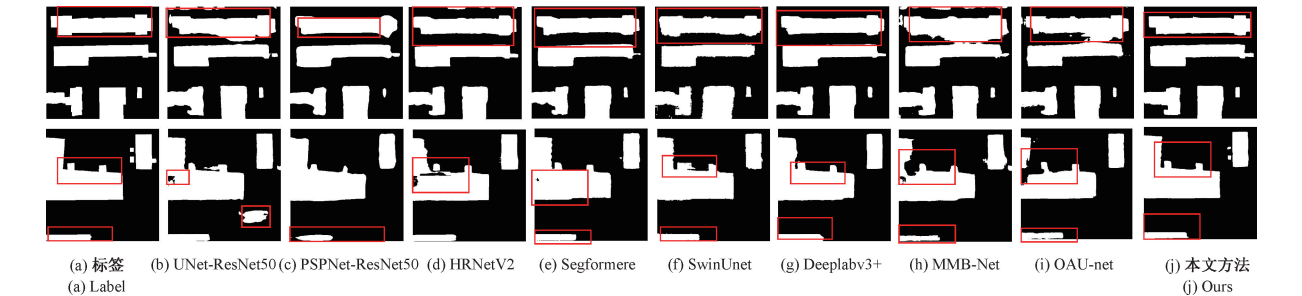 (a) 标签 (b) UNet-ResNet50 (c) PSPNet-ResNet50 (d) HRNetV2 (e) Segformere (f) SwinUnet (g) Deeplabv3+ (h) MMB-Net (i) OAU-net (j) 本文方法
(a) Label (j) Ours